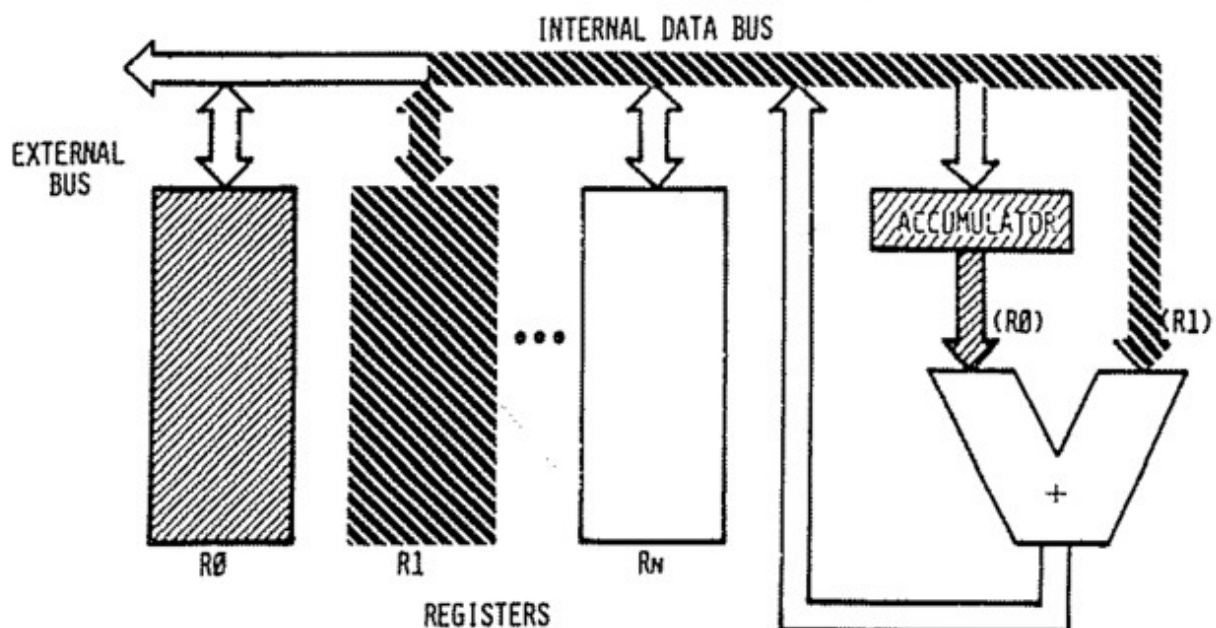 INTERNAL DATA BUS
EXTERNAL
BUS
ACCUMULATOR
(RØ)
(R1)
•••
+
RØ
R1
RN
REGISTERS